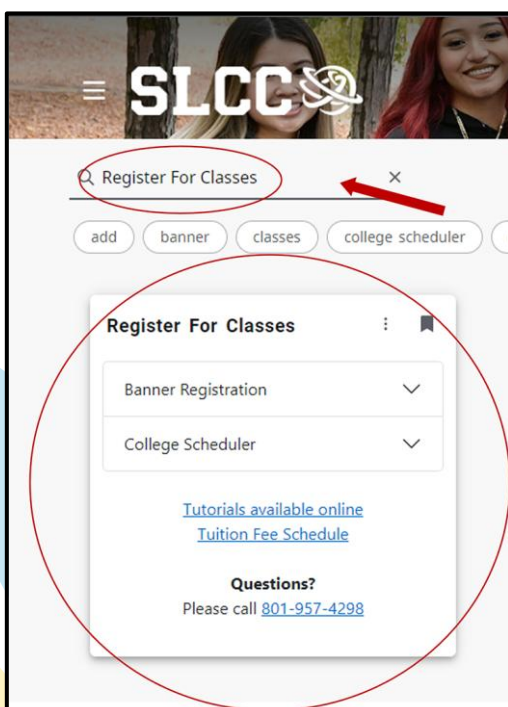 SLCC
Register For Classes
add banner classes college scheduler
Register For Classes
Banner Registration
College Scheduler
Tutorials available online
Tuition Fee Schedule
Questions?
Please call 801-957-4298